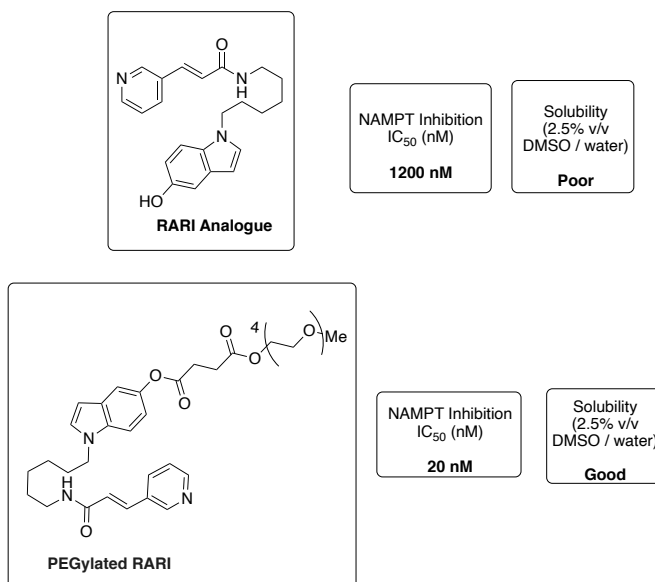 O
N
N
H
N
HO
RARI Analogue
NAMPT Inhibition
IC50 (nM)
1200 nM
Solubility
(2.5% v/v
DMSO / water)
Poor
4
O
O
O
Me
O
O
N
HN
O
N
PEGylated RARI
NAMPT Inhibition
IC50 (nM)
20 nM
Solubility
(2.5% v/v
DMSO / water)
Good